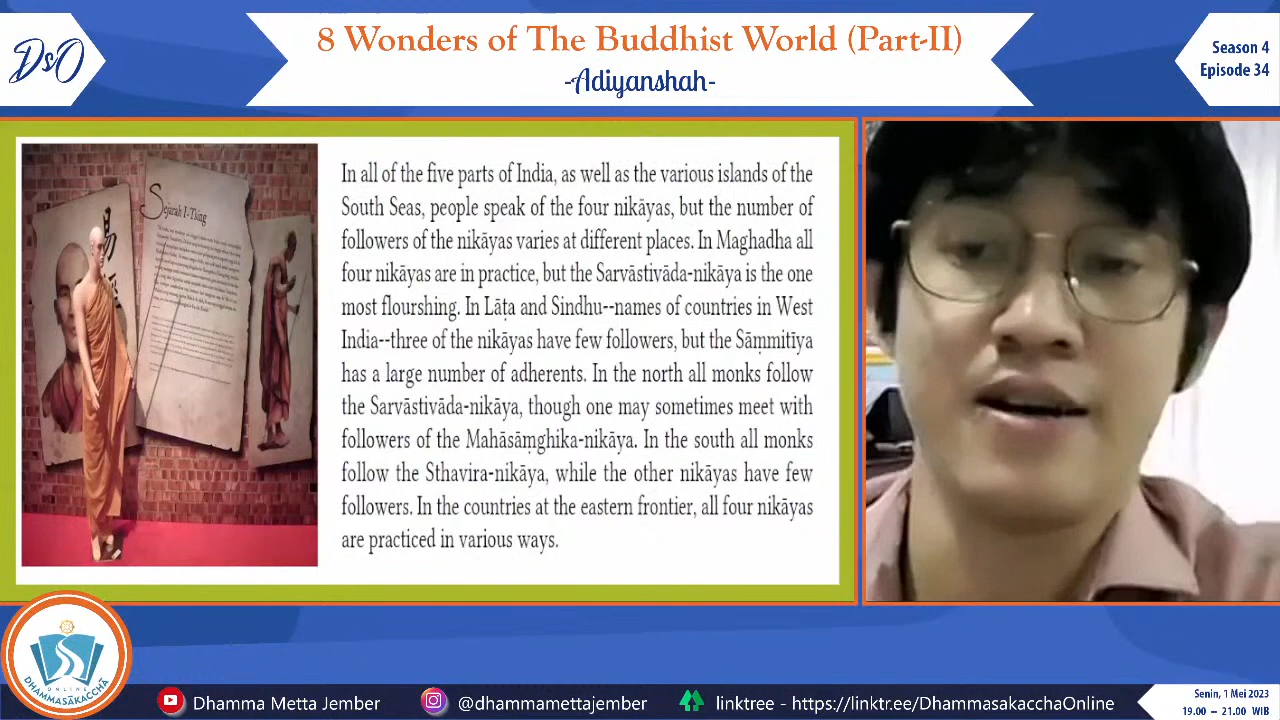 DsO
8 Wonders of The Buddhist World (Part-II)
-Adiyanshah-
Season 4
Episode 34
Sejarah I-Tsing
易
In all of the five parts of India, as well as the various islands of the
South Seas, people speak of the four nikāyas, but the number of
followers of the nikāyas varies at different places. In Maghadha all
four nikāyas are in practice, but the Sarvāstivāda-nikāya is the one
most flourshing. In Lāṭa and Sindhu--names of countries in West
India--three of the nikāyas have few followers, but the Sāṃmitīya
has a large number of adherents. In the north all monks follow
the Sarvāstivāda-nikāya, though one may sometimes meet with
followers of the Mahāsāṃghika-nikāya. In the south all monks
follow the Sthavira-nikāya, while the other nikāyas have few
followers. In the countries at the eastern frontier, all four nikāyas
are practiced in various ways.
ONLINE
DHAMMASĀKACCHĀ
Dhamma Metta Jember
@dhammamettajember
linktree - https://linktr.ee/DhammasakacchaOnline
Senin, 1 Mei 2023
19.00 – 21.00 WIB